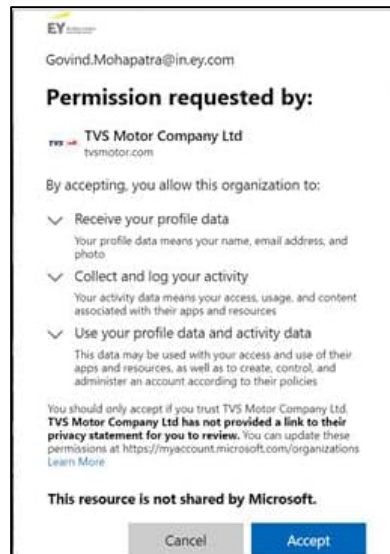 EY
Govind.Mohapatra@in.ey.com
Permission requested by:
TVS
TVS Motor Company Ltd
tvsmotor.com
By accepting, you allow this organization to:
Receive your profile data
Your profile data means your name, email address, and
photo
Collect and log your activity
Your activity data means your access, usage, and content
associated with their apps and resources
Use your profile data and activity data
This data may be used with your access and use of their
apps and resources, as well as to create, control, and
administer an account according to their policies
You should only accept if you trust TVS Motor Company Ltd.
TVS Motor Company Ltd has not provided a link to their
privacy statement for you to review. You can update these
permissions at https://myaccount.microsoft.com/organizations
Learn More
This resource is not shared by Microsoft.
Cancel Accept